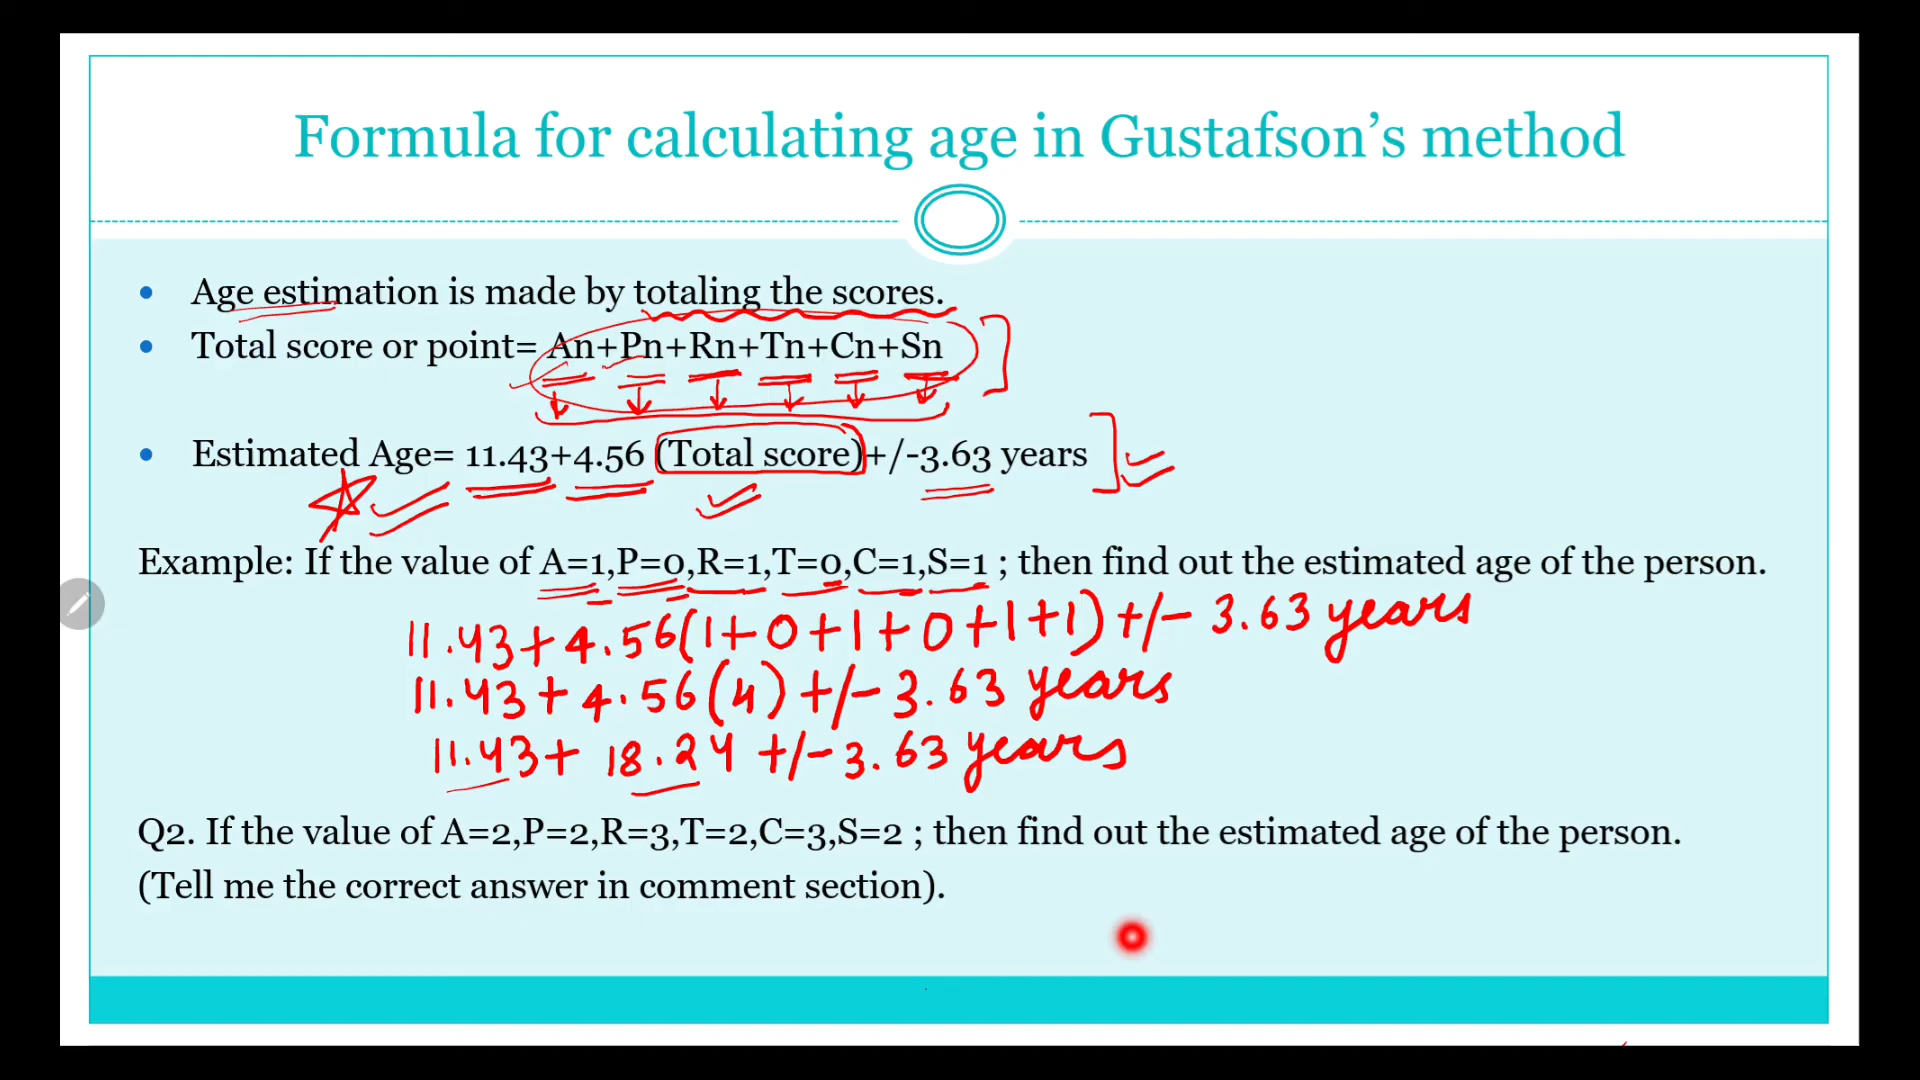 Formula for calculating age in Gustafson's method
• Age estimation is made by totaling the scores.
• Total score or point= An+Pn+Rn+Tn+Cn+Sn
• Estimated Age= 11.43+4.56 (Total score)+/-3.63 years
Example: If the value of A=1,P=0,R=1,T=0,C=1,S=1 ; then find out the estimated age of the person.
11.43+4.56(1+0+1+0+1+1) +/- 3.63 years
11.43+4.56(4) +/- 3.63 years
11.43+ 18.24 +/- 3.63 years
Q2. If the value of A=2,P=2,R=3,T=2,C=3,S=2 ; then find out the estimated age of the person.
(Tell me the correct answer in comment section).